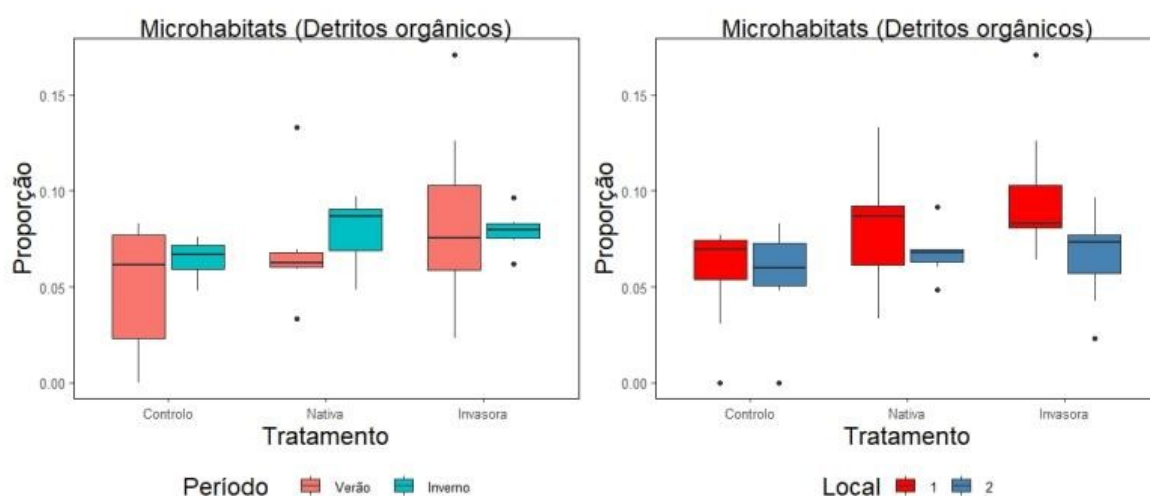 Microhabitats (Detritos orgânicos)
Proporção
0.15
0.10
0.05
0.00
Controlo Nativa Invasora
Tratamento
Período Verão Inverno
Microhabitats (Detritos orgânicos)
Proporção
0.15
0.10
0.05
0.00
Controlo Nativa Invasora
Tratamento
Local 1 2